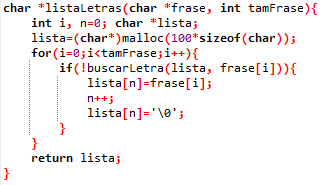 char *listaLetras(char *frase, int tamFrase){
    int i, n=0; char *lista;
    lista=(char*)malloc(100*sizeof(char));
    for(i=0;i<tamFrase;i++){
        if(!buscarLetra(lista, frase[i])){
            lista[n]=frase[i];
            n++;
            lista[n]='\0';
        }
    }
    return lista;
}